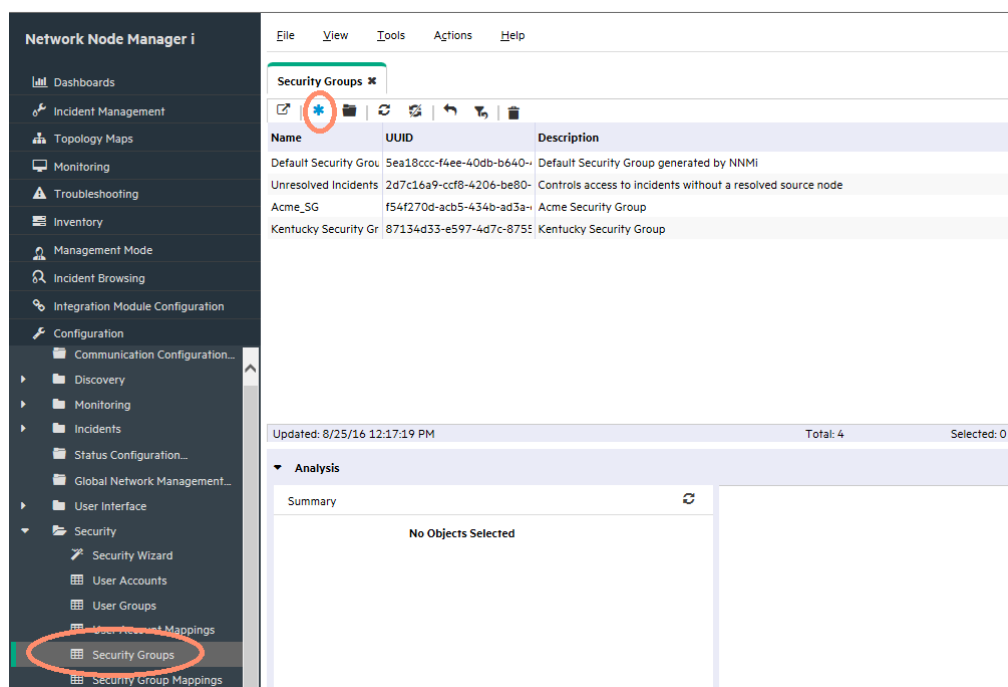 Network Node Manager i
File View Tools Actions Help
Dashboards
Incident Management
Topology Maps
Monitoring
Troubleshooting
Inventory
Management Mode
Incident Browsing
Integration Module Configuration
Configuration
Communication Configuration...
Discovery
Monitoring
Incidents
Status Configuration...
Global Network Management...
User Interface
Security
Security Wizard
User Accounts
User Groups
User Account Mappings
Security Groups
Security Group Mappings
Security Groups
Name UUID Description
Default Security Grou 5ea18ccc-f4ee-40db-b640- Default Security Group generated by NNMi
Unresolved Incidents 2d7c16a9-ccf8-4206-be80- Controls access to incidents without a resolved source node
Acme_SG f54f270d-acb5-434b-ad3a- Acme Security Group
Kentucky Security Gr 87134d33-e597-4d7c-8755 Kentucky Security Group
Updated: 8/25/16 12:17:19 PM Total: 4 Selected: 0
Analysis
Summary
No Objects Selected